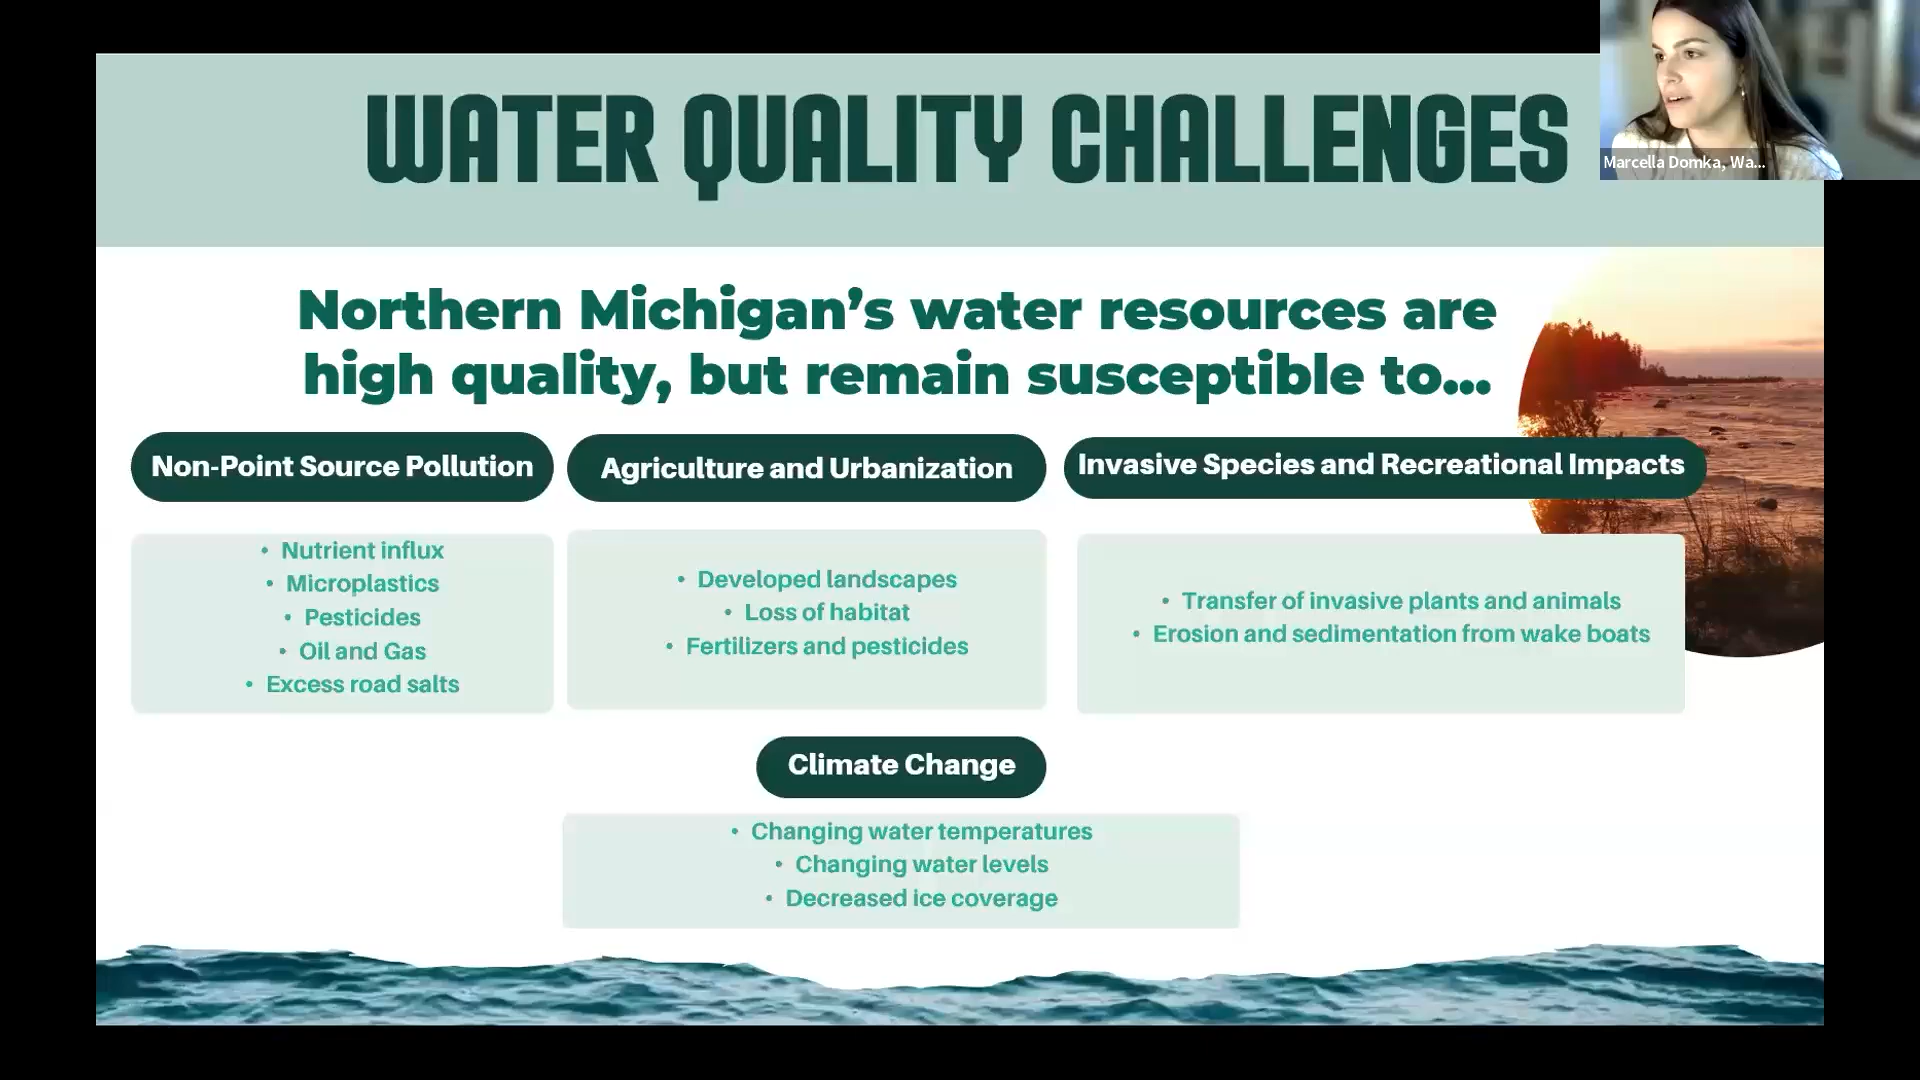 WATER QUALITY CHALLENGES
Marcella Domka, Wa...
Northern Michigan's water resources are
high quality, but remain susceptible to...
Non-Point Source Pollution
• Nutrient influx
• Microplastics
• Pesticides
• Oil and Gas
• Excess road salts
Agriculture and Urbanization
• Developed landscapes
• Loss of habitat
• Fertilizers and pesticides
Invasive Species and Recreational Impacts
• Transfer of invasive plants and animals
• Erosion and sedimentation from wake boats
Climate Change
• Changing water temperatures
• Changing water levels
• Decreased ice coverage